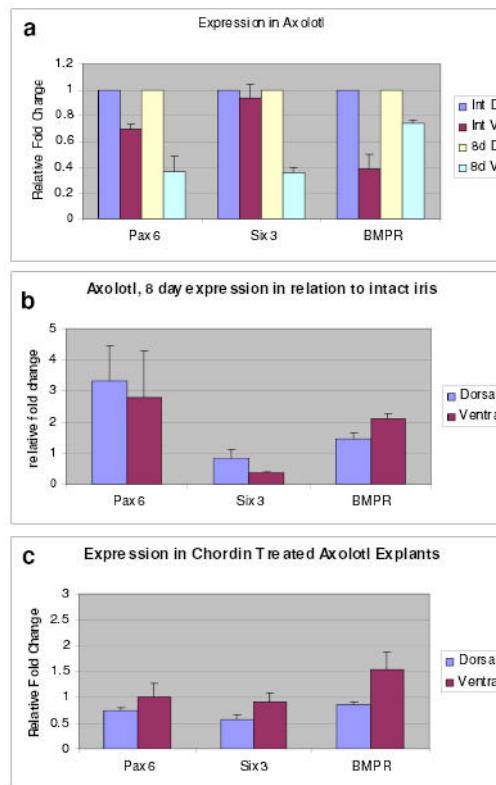 a
Expression in Axolotl
Relative Fold Change
1.2
1
0.8
0.6
0.4
0.2
0
Pax 6
Six 3
BMPR
Int D
Int V
8d D
8d V
b
Axolotl, 8 day expression in relation to intact iris
relative fold change
5
4
3
2
1
0
Pax 6
Six 3
BMPR
Dorsa
Ventra
c
Expression in Chordin Treated Axolotl Explants
Relative Fold Change
3
2.5
2
1.5
1
0.5
0
Pax 6
Six 3
BMPR
Dorsa
Ventra